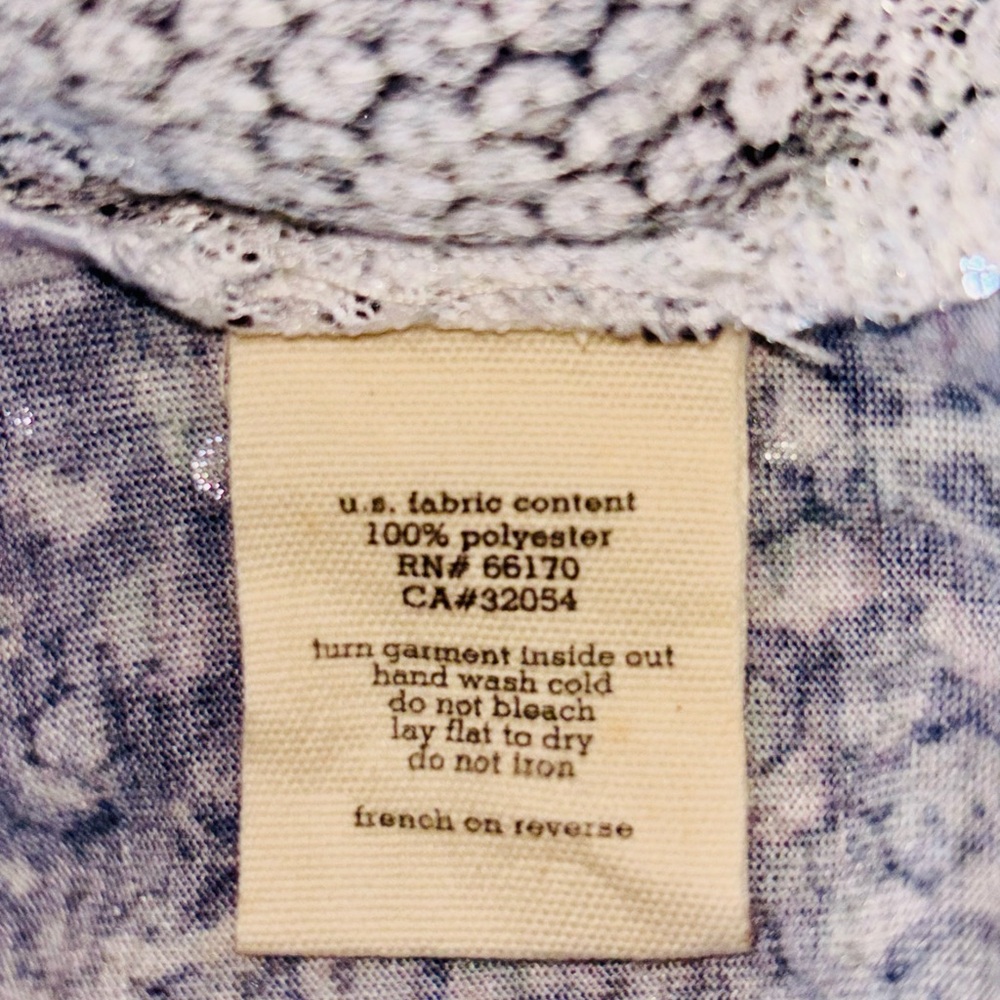 u.s. fabric content
100% polyester
RN# 66170
CA#32054
turn garment inside out
hand wash cold
do not bleach
lay flat to dry
do not iron
french on reverse